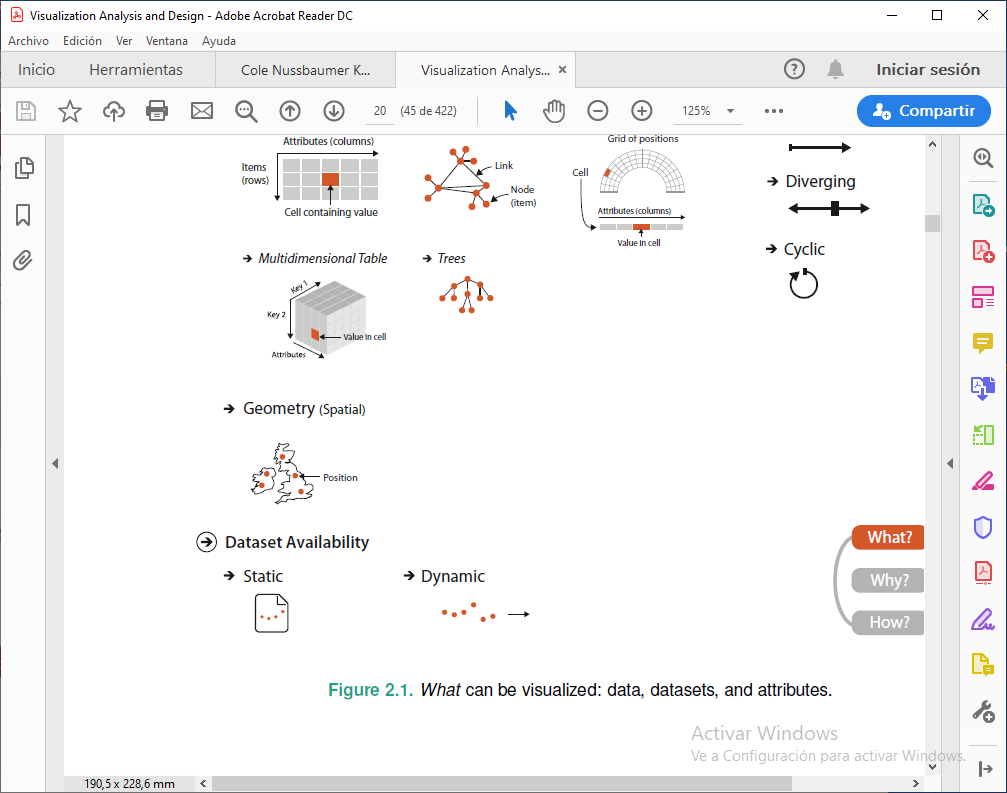 Visualization Analysis and Design - Adobe Acrobat Reader DC
Archivo Edición Ver Ventana Ayuda
Inicio Herramientas Cole Nussbaumer K... Visualization Analys... × Iniciar sesión
20 (45 de 422) 125% Compartir
Attributes (columns)
Items
(rows)
Cell containing value
Link
Node
(item)
Grid of positions
Cell
Attributes (columns)
Value in cell
Diverging
Cyclic
Multidimensional Table
Trees
Key 1
Key 2
Value in cell
Attributes
Geometry (Spatial)
Position
Dataset Availability
Static
Dynamic
What?
Why?
How?
Figure 2.1. What can be visualized: data, datasets, and attributes.
Activar Windows
Ve a Configuración para activar Windows.
190,5 x 228,6 mm